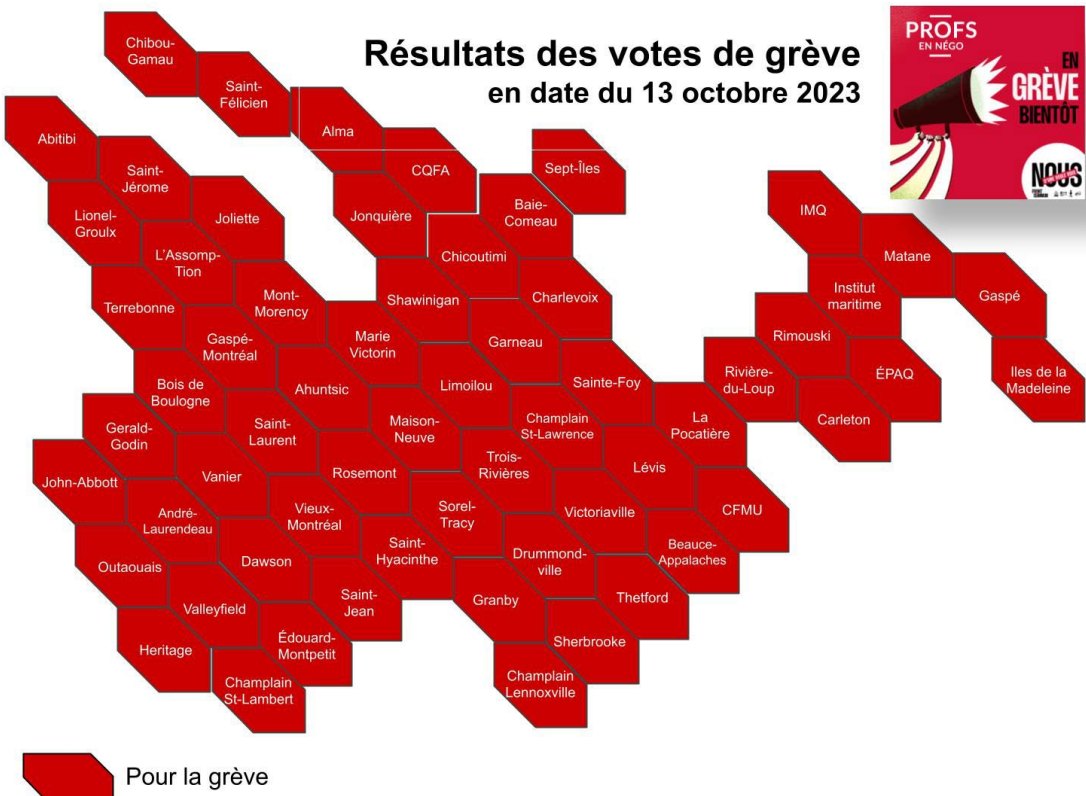 Résultats des votes de grève
en date du 13 octobre 2023
PROFS
EN NÉGO
EN
GRÈVE
BIENTÔT
NOUS
Chibou-
Gamau
Saint-
Félicien
Alma
CQFA
Sept-Îles
Abitibi
Saint-
Jérome
Joliette
Jonquière
Baie-
Comeau
IMQ
Lionel-
Groulx
L'Assomp-
Tion
Chicoutimi
Matane
Terrebonne
Mont-
Morency
Shawinigan
Charlevoix
Institut
maritime
Gaspé
Gaspé-
Montréal
Marie
Victorin
Garneau
Rimouski
Bois de
Boulogne
Ahuntsic
Limoilou
Sainte-Foy
Rivière-
du-Loup
ÉPAQ
Iles de la
Madeleine
Gerald-
Godin
Saint-
Laurent
Maison-
Neuve
Champlain
St-Lawrence
La
Pocatière
Carleton
John-Abbott
Vanier
Rosemont
Trois-
Rivières
Lévis
André-
Laurendeau
Vieux-
Montréal
Sorel-
Tracy
Victoriaville
CFMU
Outaouais
Dawson
Saint-
Hyacinthe
Drummond-
ville
Beauce-
Appalaches
Valleyfield
Saint-
Jean
Granby
Thetford
Heritage
Édouard-
Montpetit
Sherbrooke
Champlain
St-Lambert
Champlain
Lennoxville
Pour la grève